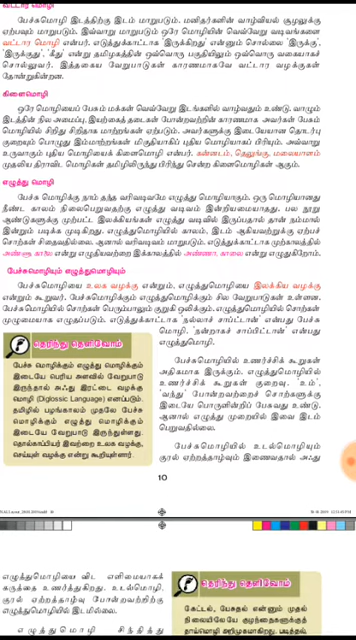 வட்டார மொழி
பேச்சுமொழி இடத்திற்கு இடம் மாறுபடும். மனிதர்களின் வாழ்வியல் சூழலுக்கு
ஏற்பவும் மாறுபடும். இவ்வாறு மாறுபடும் ஒரே மொழியின் வெவ்வேறு வடிவங்களை
வட்டார மொழி என்பர். எடுத்துக்காட்டாக 'இருக்கிறது' என்னும் சொல்லை 'இருக்கு',
'இருக்குது', 'கீது' என்று தமிழகத்தின் ஒவ்வொரு பகுதியிலும் ஒவ்வொரு வகையாகச்
சொல்லுவர். இத்தகைய வேறுபாடுகள் காரணமாகவே வட்டார வழக்குகள்
தோன்றுகின்றன.
கிளைமொழி
ஒரே மொழியைப் பேசும் மக்கள் வெவ்வேறு இடங்களில் வாழ்வதும் உண்டு. வாழும்
இடத்தின் நில அமைப்பு, இயற்கைத் தடைகள் போன்றவற்றின் காரணமாக அவர்கள் பேசும்
மொழியில் சிறிது சிறிதாக மாற்றங்கள் ஏற்படும். அவர்களுக்கு இடையேயான தொடர்பு
குறையும் பொழுது இம்மாற்றங்கள் மிகுதியாகிப் புதிய மொழியாகப் பிரியும். அவ்வாறு
உருவாகும் புதிய மொழியைக் கிளைமொழி என்பர். கன்னடம், தெலுங்கு, மலையாளம்
முதலிய திராவிட மொழிகள் தமிழிலிருந்து பிரிந்து சென்ற கிளைமொழிகள் ஆகும்.
எழுத்து மொழி
பேச்சு மொழிக்கு நாம் தந்த வரிவடிவமே எழுத்து மொழியாகும். ஒரு மொழியானது
நீண்ட காலம் நிலைபெறுவதற்கு எழுத்து வடிவம் இன்றியமையாதது. பல நூறு
ஆண்டுகளுக்கு முற்பட்ட இலக்கியங்கள் எழுத்து வடிவில் இருப்பதால் தான் நம்மால்
இன்றும் படிக்க முடிகிறது. எழுத்துமொழியில் காலம், இடம் ஆகியவற்றுக்கு ஏற்பச்
சொற்கள் சிதைவதில்லை. ஆனால் வரிவடிவம் மாறுபடும். எடுத்துக்காட்டாக முற்காலத்தில்
என்று எழுதியவற்றை இக்காலத்தில் அண்ணா, காலை என்று எழுதுகிறோம்.
பேச்சுமொழியும் எழுத்துமொழியும்
பேச்சுமொழியை உலக வழக்கு என்றும், எழுத்துமொழியை இலக்கிய வழக்கு
என்றும் கூறுவர். பேச்சுமொழிக்கும் எழுத்துமொழிக்கும் சில வேறுபாடுகள் உள்ளன.
பேச்சுமொழியில் சொற்கள் பெரும்பாலும் குறுகி ஒலிக்கும். எழுத்துமொழியில் சொற்கள்
முழுமையாக எழுதப்படும். எடுத்துக்காட்டாக 'நல்லாச் சாப்பிட்டான்' என்பது பேச்சு
மொழி. 'நன்றாகச் சாப்பிட்டான்' என்பது
எழுத்துமொழி.
பேச்சுமொழியில் உணர்ச்சிக் கூறுகள்
அதிகமாக இருக்கும். எழுத்துமொழியில்
உணர்ச்சிக் கூறுகள் குறைவு. 'உம்',
'வந்து' போன்றவற்றைச் சொற்களுக்கு
இடையே பொருளின்றிப் பேசுவது உண்டு.
ஆனால் எழுத்து முறையில் இவை இடம்
பெறுவதில்லை.
பேச்சுமொழியில் உடல்மொழியும்
குரல் ஏற்றத்தாழ்வும் இணைவதால் அது
தெரிந்து தெளிவோம்
பேச்சு மொழிக்கும் எழுத்து மொழிக்கும்
இடையே பெரிய அளவில் வேறுபாடு
இருந்தால் அஃது இரட்டை வழக்கு
மொழி (Diglossic Language) எனப்படும்.
தமிழில் பழங்காலம் முதலே பேச்சு
மொழிக்கும் எழுத்து மொழிக்கும்
இடையே வேறுபாடு இருந்துள்ளது.
தொல்காப்பியர் இவற்றை உலக வழக்கு,
செய்யுள் வழக்கு என்று கூறியுள்ளார்.
10
எழுத்துமொழியை விட எளிமையாகக்
கருத்தை உணர்த்துகிறது. உடல்மொழி,
குரல் ஏற்றத்தாழ்வு போன்றவற்றிற்கு
எழுத்துமொழியில் இடமில்லை.
எழுத்துமொழி சிந்தித்து
தெரிந்து தெளிவோம்
கேட்டல், பேசுதல் என்னும் முதல்
நிலையிலேயே குழந்தைகளுக்குத்
தாய்மொழி அறிமுகமாகிறது. படித்தல்,